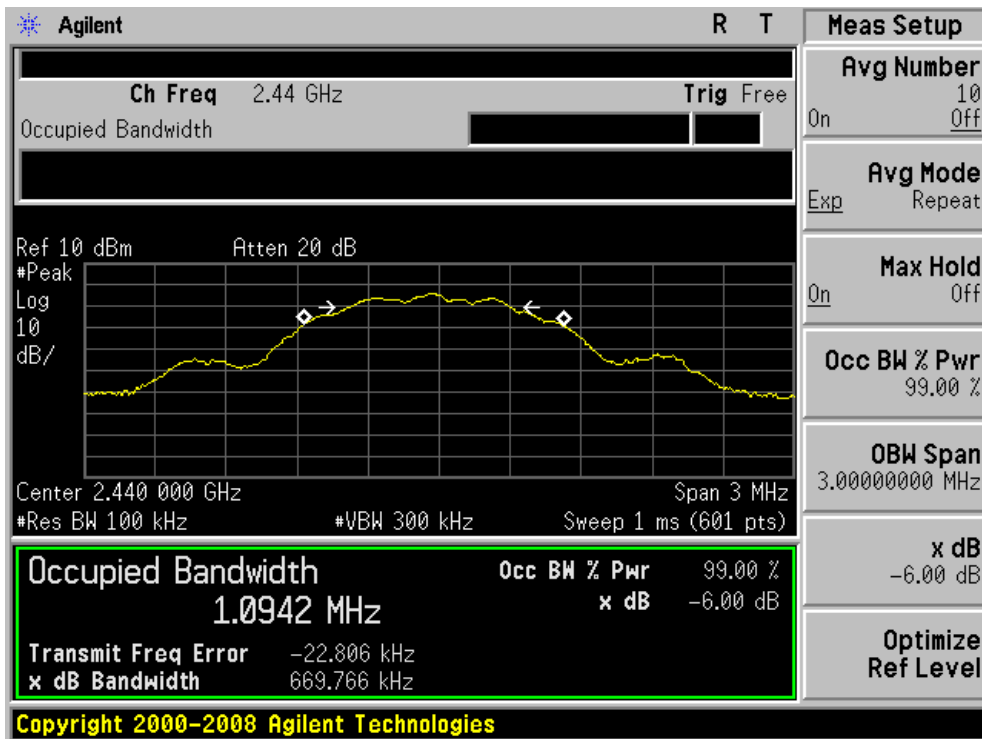 Agilent R T
Meas Setup
Ch Freq 2.44 GHz Trig Free
Occupied Bandwidth
Ref 10 dBm Atten 20 dB
#Peak
Log
10
dB/
Center 2.440 000 GHz Span 3 MHz
#Res BW 100 kHz #VBW 300 kHz Sweep 1 ms (601 pts)
Occupied Bandwidth Occ BW % Pwr 99.00 %
1.0942 MHz x dB -6.00 dB
Transmit Freq Error -22.806 kHz
x dB Bandwidth 669.766 kHz
Copyright 2000-2008 Agilent Technologies
Avg Number
10
On Off
Avg Mode
Exp Repeat
Max Hold
On Off
Occ BW % Pwr
99.00 %
OBW Span
3.00000000 MHz
x dB
-6.00 dB
Optimize
Ref Level